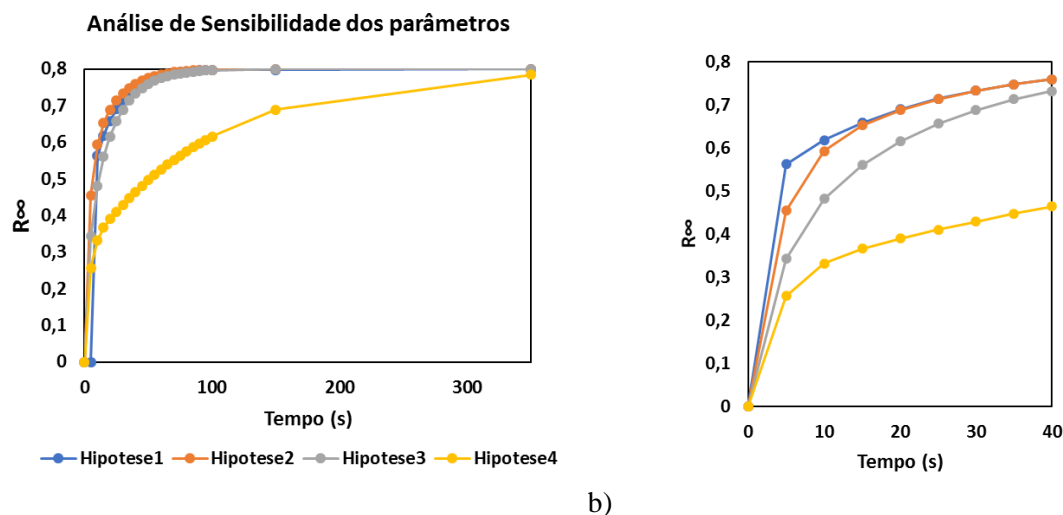 Análise de Sensibilidade dos parâmetros
0,8
0,7
0,6
0,5
0,4
0,3
0,2
0,1
0
R∞
0 100 200 300
Tempo (s)
Hipotese1 Hipotese2 Hipotese3 Hipotese4
0,8
0,7
0,6
0,5
0,4
0,3
0,2
0,1
0
R∞
0 10 20 30 40
Tempo (s)
b)